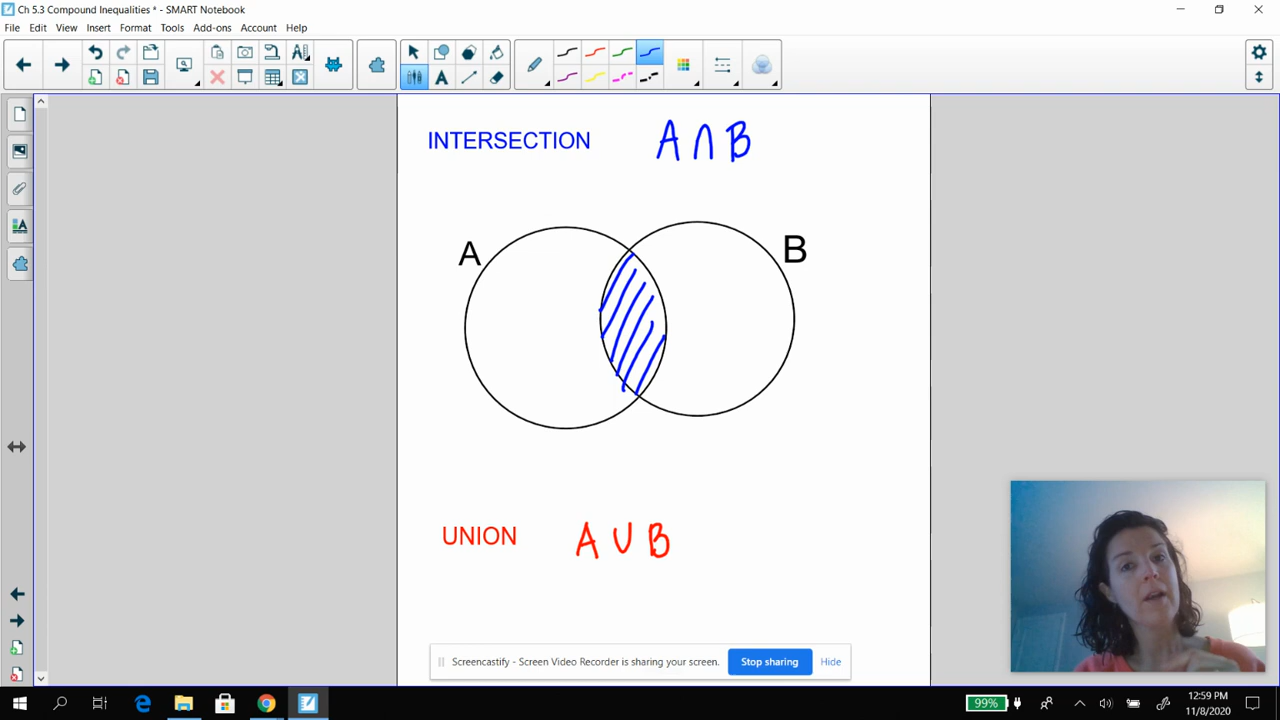 Ch 5.3 Compound Inequalities * - SMART Notebook
File Edit View Insert Format Tools Add-ons Account Help
INTERSECTION A ∩ B
A
B
UNION A ∪ B
Screencastify - Screen Video Recorder is sharing your screen. Stop sharing Hide
99%
12:59 PM
11/8/2020